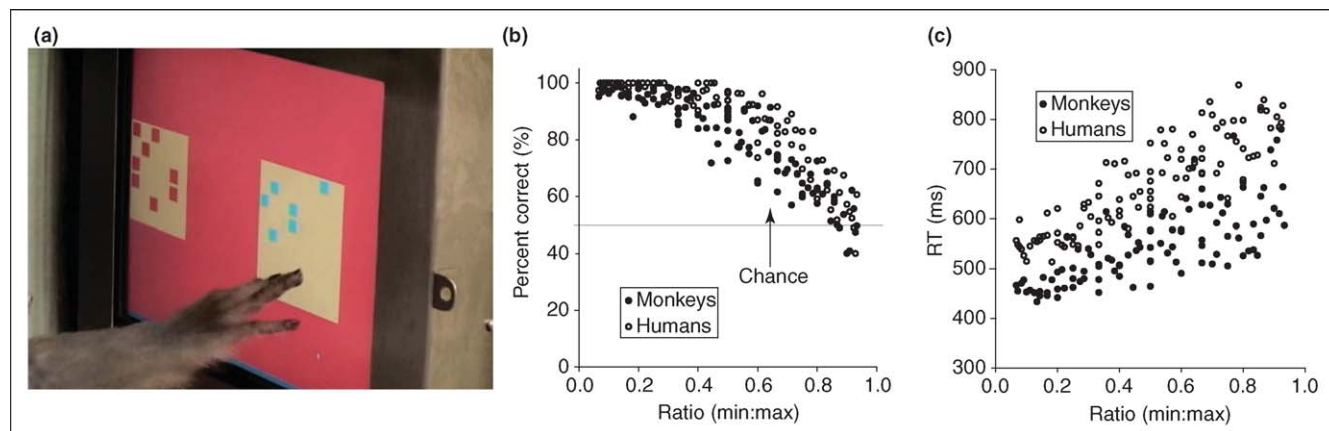 (a)
(b)
Percent correct (%)
100
80
60
40
20
0
Chance
Monkeys
Humans
0.0 0.2 0.4 0.6 0.8 1.0
Ratio (min:max)
(c)
RT (ms)
900
800
700
600
500
400
300
Monkeys
Humans
0.0 0.2 0.4 0.6 0.8 1.0
Ratio (min:max)